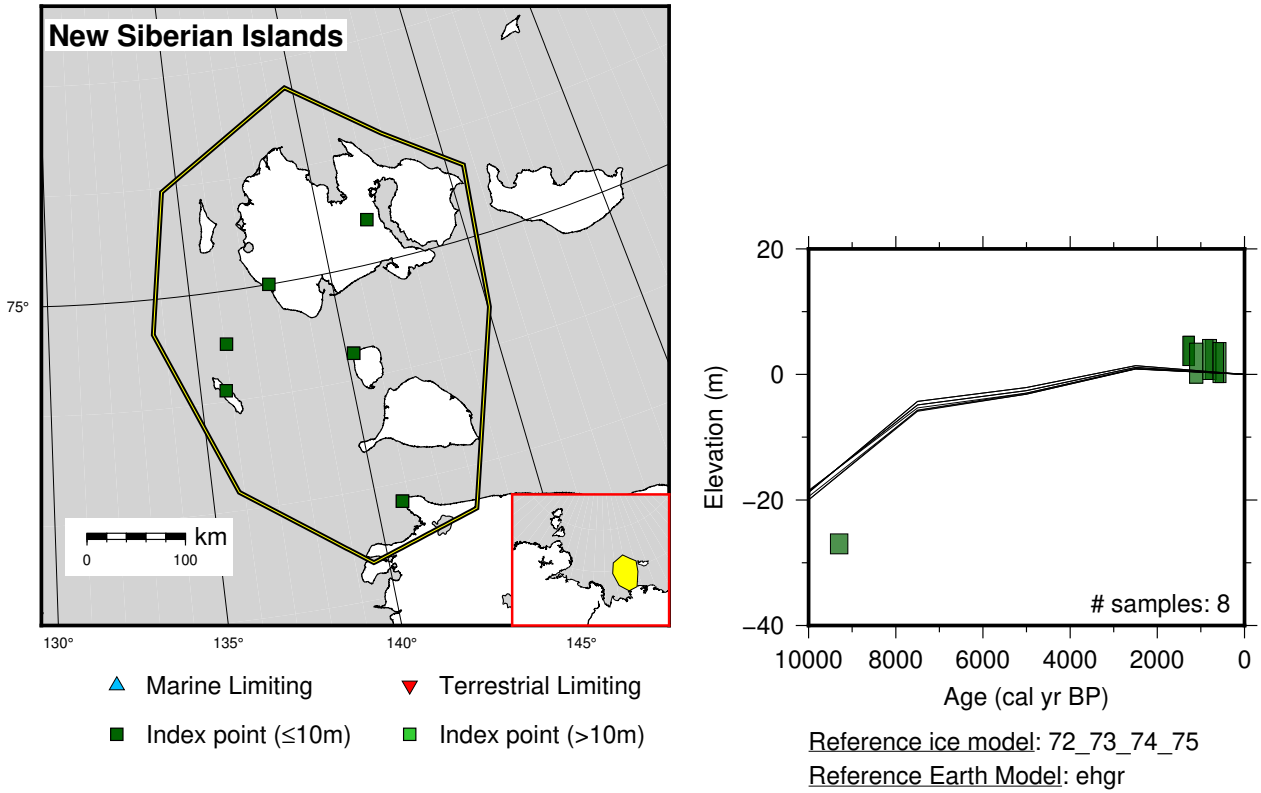 New Siberian Islands
75°
km
0 100
130° 135° 140° 145°
Marine Limiting
Terrestrial Limiting
Index point (≤10m)
Index point (>10m)
20
0
−20
−40
Elevation (m)
# samples: 8
10000 8000 6000 4000 2000 0
Age (cal yr BP)
Reference ice model: 72_73_74_75
Reference Earth Model: ehgr